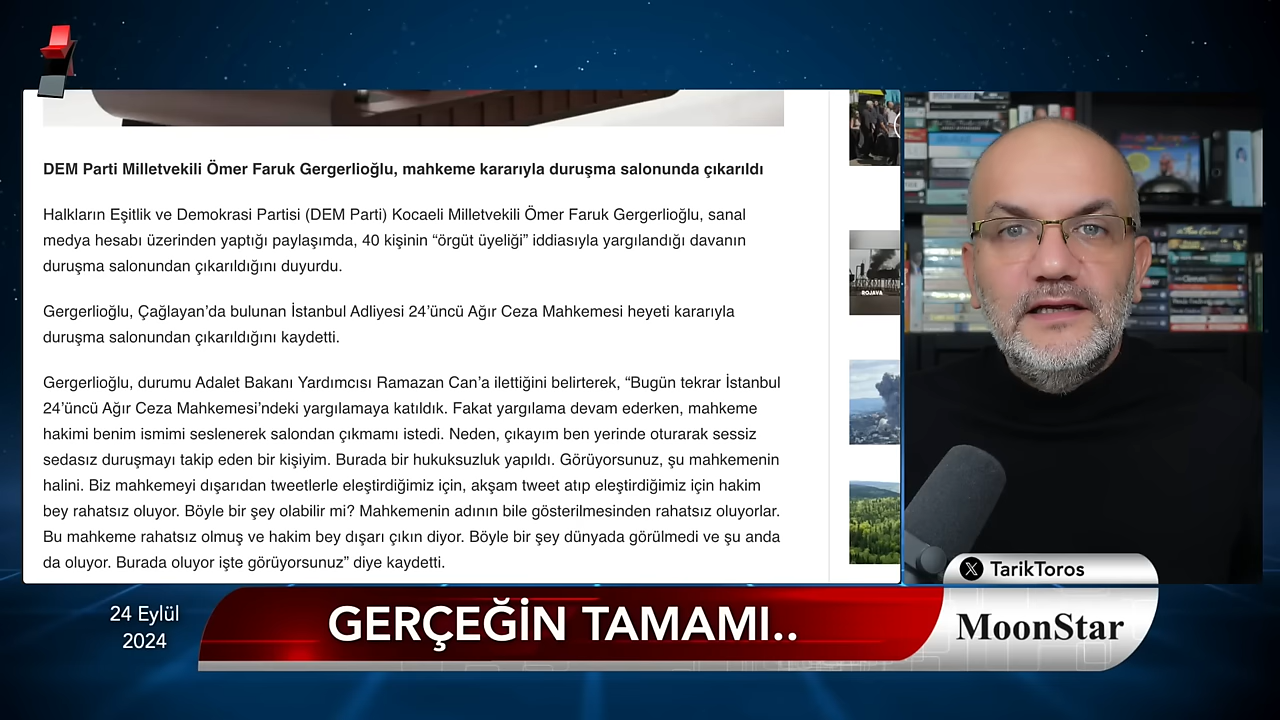 DEM Parti Milletvekili Ömer Faruk Gergerlioğlu, mahkeme kararıyla duruşma salonunda çıkarıldı
Halkların Eşitlik ve Demokrasi Partisi (DEM Parti) Kocaeli Milletvekili Ömer Faruk Gergerlioğlu, sanal
medya hesabı üzerinden yaptığı paylaşımda, 40 kişinin “örgüt üyeliği” iddiasıyla yargılandığı davanın
duruşma salonundan çıkarıldığını duyurdu.
Gergerlioğlu, Çağlayan’da bulunan İstanbul Adliyesi 24’üncü Ağır Ceza Mahkemesi heyeti kararıyla
duruşma salonundan çıkarıldığını kaydetti.
Gergerlioğlu, durumu Adalet Bakanı Yardımcısı Ramazan Can’a ilettiğini belirterek, “Bugün tekrar İstanbul
24’üncü Ağır Ceza Mahkemesi’ndeki yargılamaya katıldık. Fakat yargılama devam ederken, mahkeme
hakimi benim ismimi seslenerek salondan çıkmamı istedi. Neden, çıkayım ben yerinde oturarak sessiz
sedasız duruşmayı takip eden bir kişiyim. Burada bir hukuksuzluk yapıldı. Görüyorsunuz, şu mahkemenin
halini. Biz mahkemeyi dışarıdan tweetlerle eleştirdiğimiz için, akşam tweet atıp eleştirdiğimiz için hakim
bey rahatsız oluyor. Böyle bir şey olabilir mi? Mahkemenin adının bile gösterilmesinden rahatsız oluyorlar.
Bu mahkeme rahatsız olmuş ve hakim bey dışarı çıkın diyor. Böyle bir şey dünyada görülmedi ve şu anda
da oluyor. Burada oluyor işte görüyorsunuz” diye kaydetti.
ROJAVA
TarikToros
24 Eylül
2024
GERÇEĞİN TAMAMI..
MoonStar